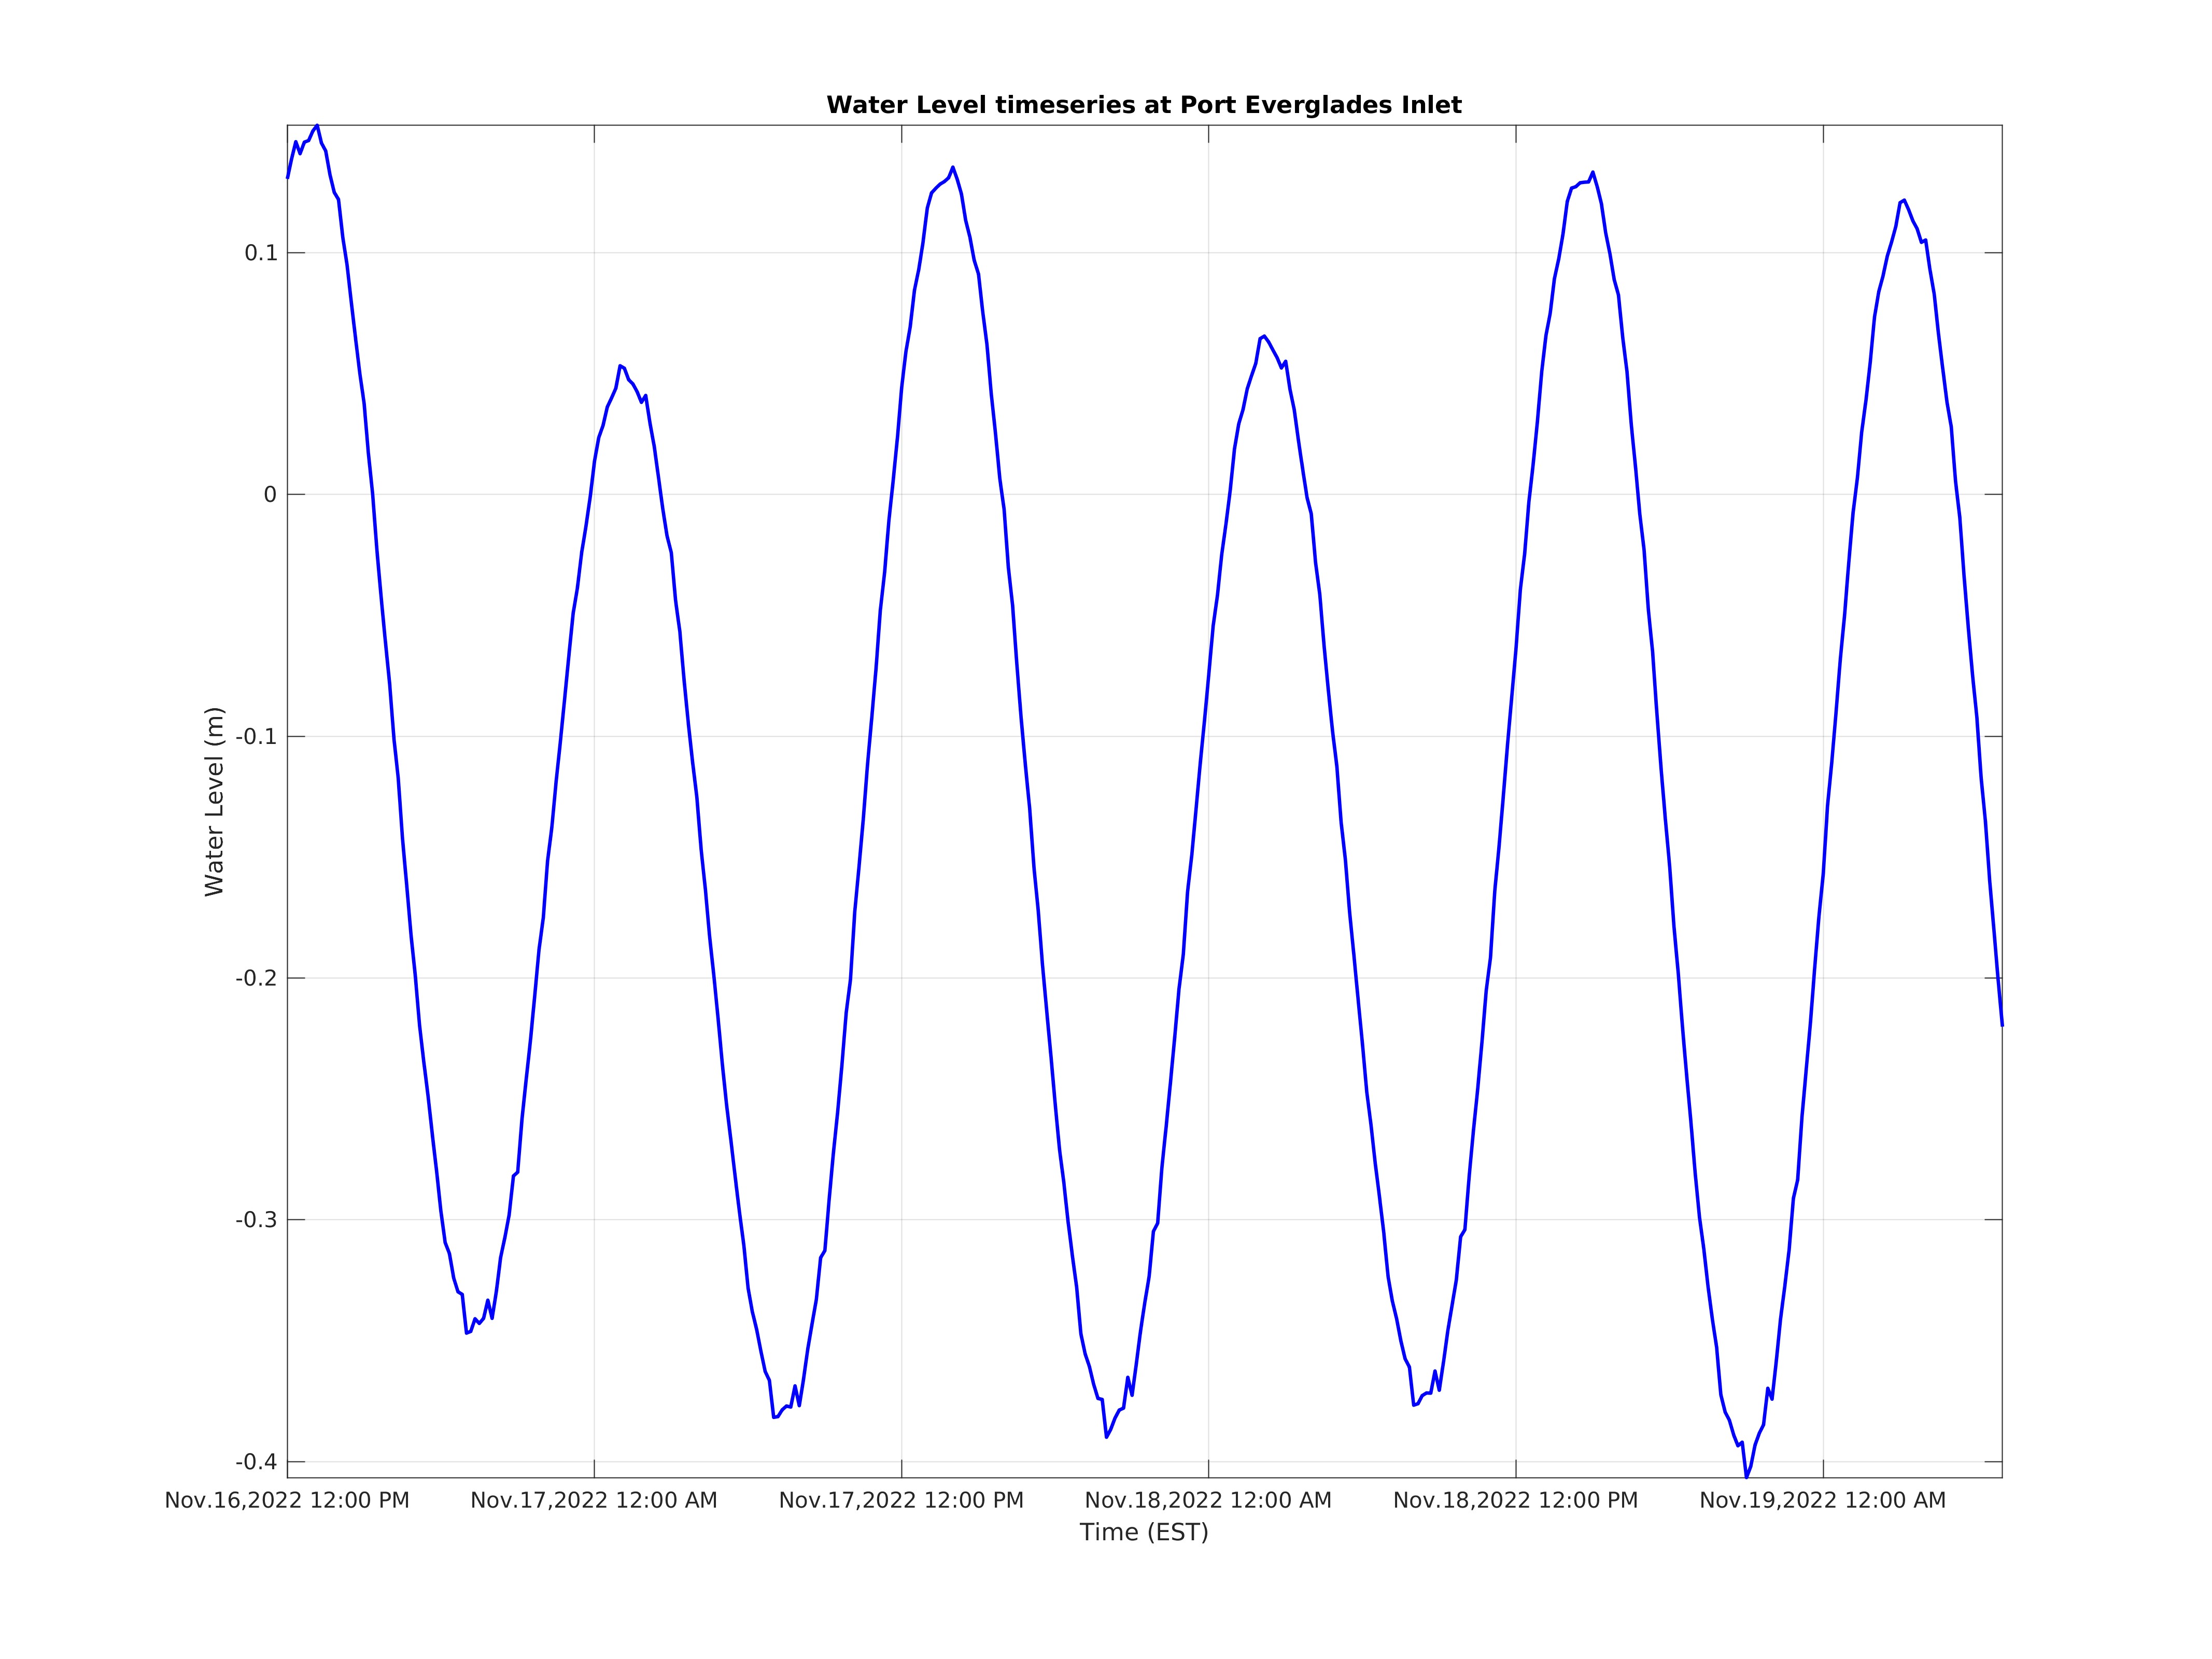 Water Level timeseries at Port Everglades Inlet
0.1
0
-0.1
-0.2
-0.3
-0.4
Water Level (m)
Nov.16,2022 12:00 PM
Nov.17,2022 12:00 AM
Nov.17,2022 12:00 PM
Nov.18,2022 12:00 AM
Nov.18,2022 12:00 PM
Nov.19,2022 12:00 AM
Time (EST)